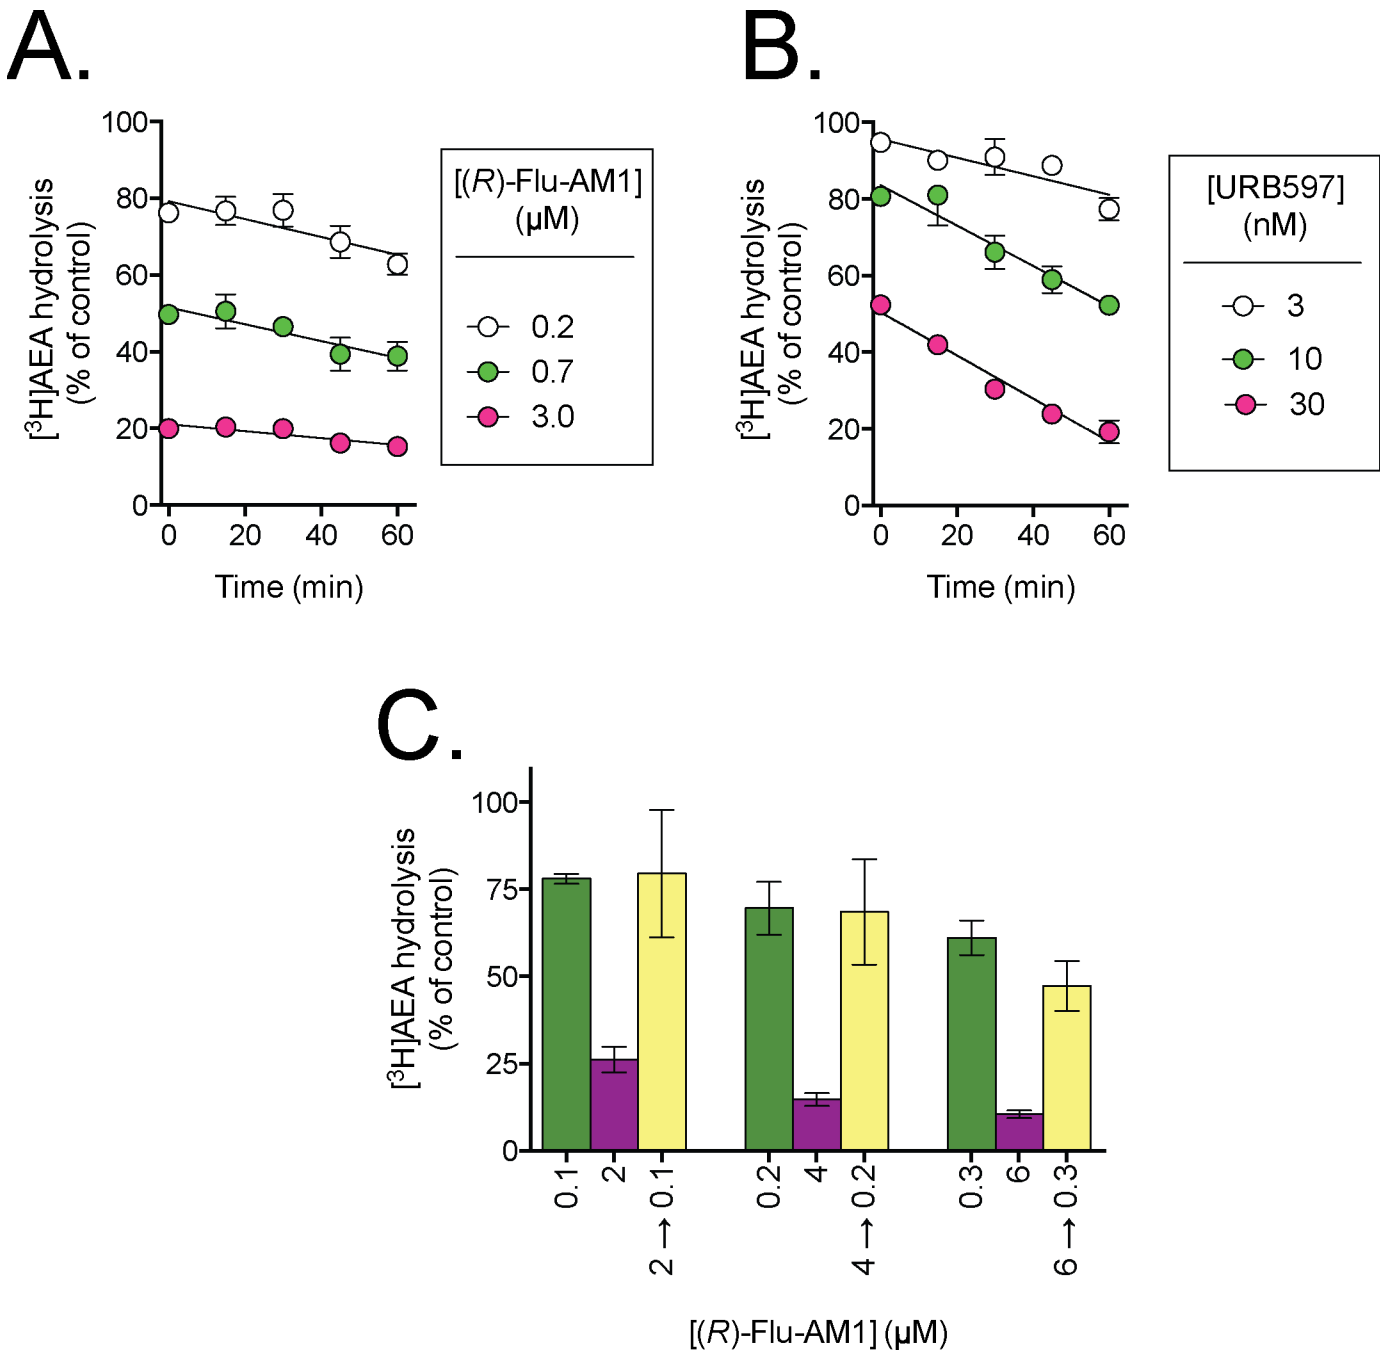 A.
[³H]AEA hydrolysis
(% of control)
100
80
60
40
20
0
0 20 40 60
Time (min)
[(R)-Flu-AM1]
(µM)
0.2
0.7
3.0
B.
[³H]AEA hydrolysis
(% of control)
100
80
60
40
20
0
0 20 40 60
Time (min)
[URB597]
(nM)
3
10
30
C.
[³H]AEA hydrolysis
(% of control)
100
75
50
25
0
0.1
2
2 → 0.1
0.2
4
4 → 0.2
0.3
6
6 → 0.3
[(R)-Flu-AM1] (µM)